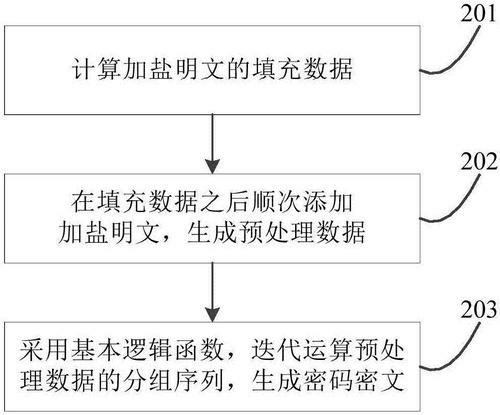 201
计算加盐明文的填充数据
202
在填充数据之后顺次添加
加盐明文，生成预处理数据
203
采用基本逻辑函数，迭代运算预处
理数据的分组序列，生成密码密文